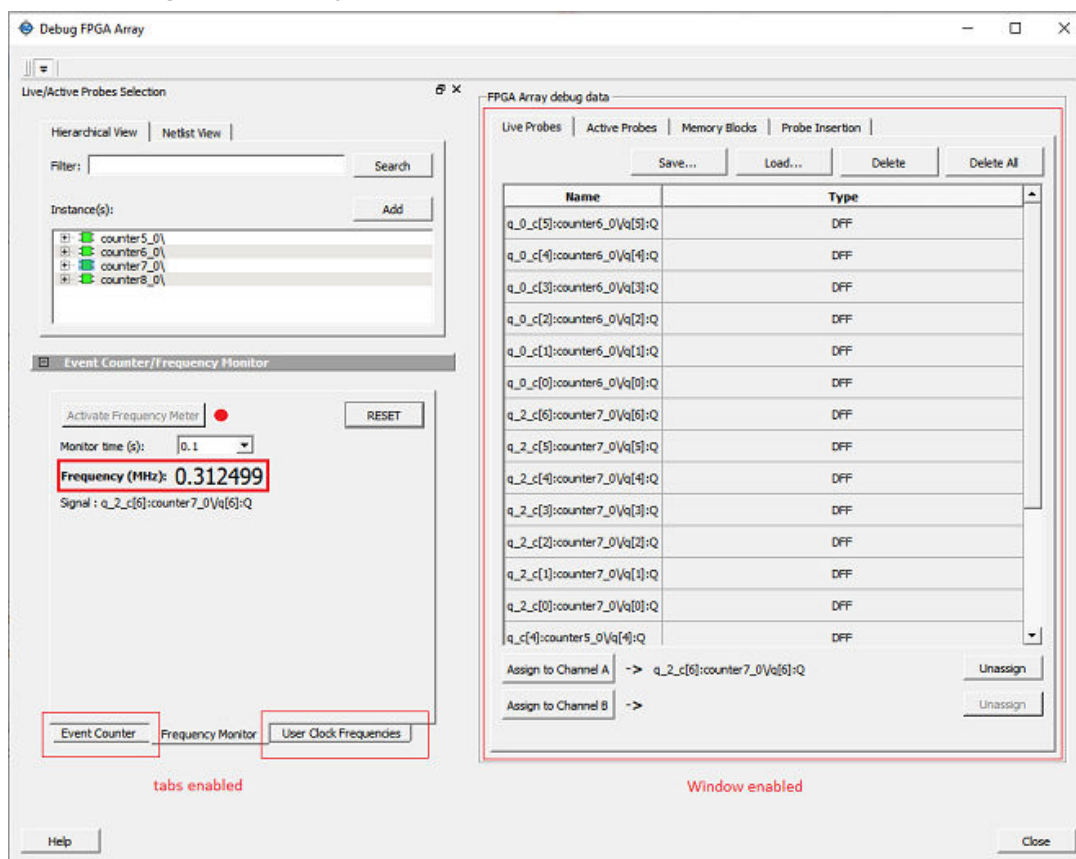 Debug FPGA Array
Live/Active Probes Selection
Hierarchical View Netlist View
Filter: Search
Instance(s): Add
counter5_0\
counter6_0\
counter7_0\
counter8_0\
Event Counter/Frequency Monitor
Activate Frequency Meter RESET
Monitor time (s): 0.1
Frequency (MHz): 0.312499
Signal : q_2_c[6]:counter7_0\/q[6]:Q
Event Counter Frequency Monitor User Clock Frequencies
tabs enabled
Help
FPGA Array debug data
Live Probes Active Probes Memory Blocks Probe Insertion
Save... Load... Delete Delete All
Name Type
q_0_c[5]:counter6_0\/q[5]:Q DFF
q_0_c[4]:counter6_0\/q[4]:Q DFF
q_0_c[3]:counter6_0\/q[3]:Q DFF
q_0_c[2]:counter6_0\/q[2]:Q DFF
q_0_c[1]:counter6_0\/q[1]:Q DFF
q_0_c[0]:counter6_0\/q[0]:Q DFF
q_2_c[6]:counter7_0\/q[6]:Q DFF
q_2_c[5]:counter7_0\/q[5]:Q DFF
q_2_c[4]:counter7_0\/q[4]:Q DFF
q_2_c[3]:counter7_0\/q[3]:Q DFF
q_2_c[2]:counter7_0\/q[2]:Q DFF
q_2_c[1]:counter7_0\/q[1]:Q DFF
q_2_c[0]:counter7_0\/q[0]:Q DFF
q_c[4]:counter5_0\/q[4]:Q DFF
Assign to Channel A -> q_2_c[6]:counter7_0\/q[6]:Q Unassign
Assign to Channel B -> Unassign
Window enabled
Close